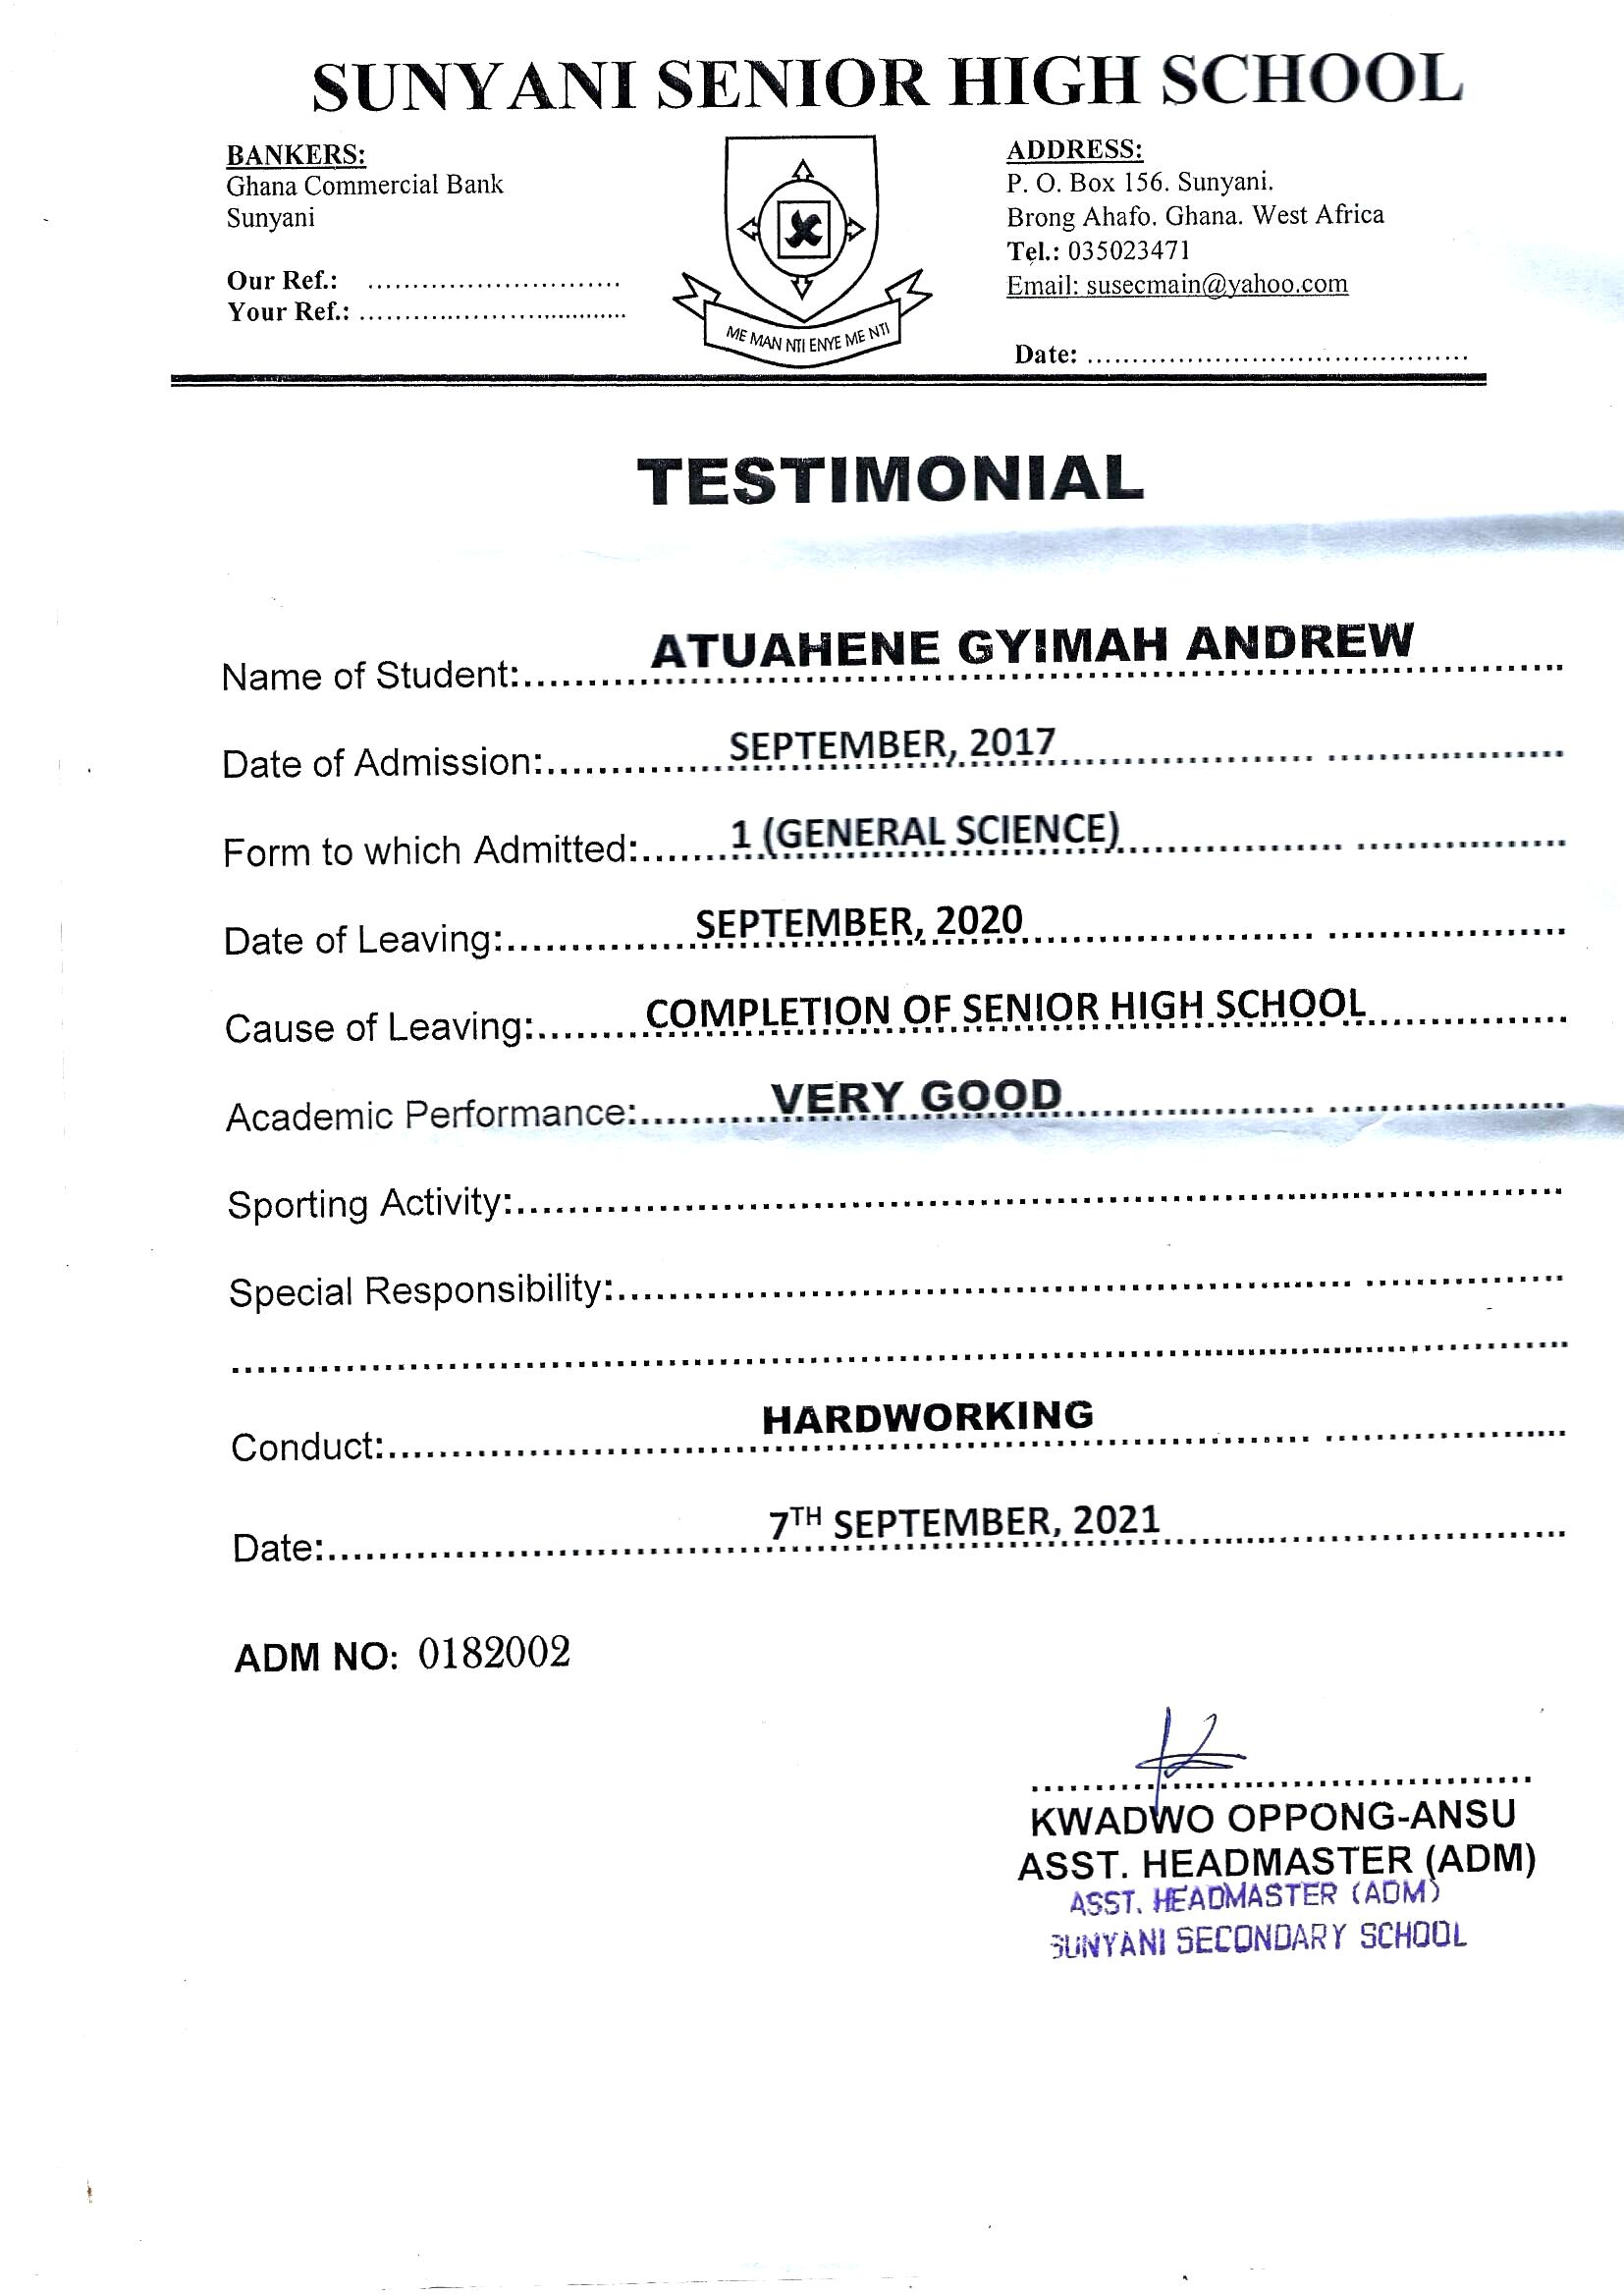 SUNYANI SENIOR HIGH SCHOOL
BANKERS:
Ghana Commercial Bank
Sunyani
Our Ref.: ............................
Your Ref.: ..............................
ME MAN NTI ENYE ME NTI
ADDRESS:
P. O. Box 156. Sunyani.
Brong Ahafo. Ghana. West Africa
Tel.: 035023471
Email: susecmain@yahoo.com
Date: ..........................................
TESTIMONIAL
Name of Student: ATUAHENE GYIMAH ANDREW
Date of Admission: SEPTEMBER, 2017
Form to which Admitted: 1 (GENERAL SCIENCE)
Date of Leaving: SEPTEMBER, 2020
Cause of Leaving: COMPLETION OF SENIOR HIGH SCHOOL
Academic Performance: VERY GOOD
Sporting Activity:
Special Responsibility:
Conduct: HARDWORKING
Date: 7TH SEPTEMBER, 2021
ADM NO: 0182002
KWADWO OPPONG-ANSU
ASST. HEADMASTER (ADM)
ASST. HEADMASTER (ADM)
SUNYANI SECONDARY SCHOOL